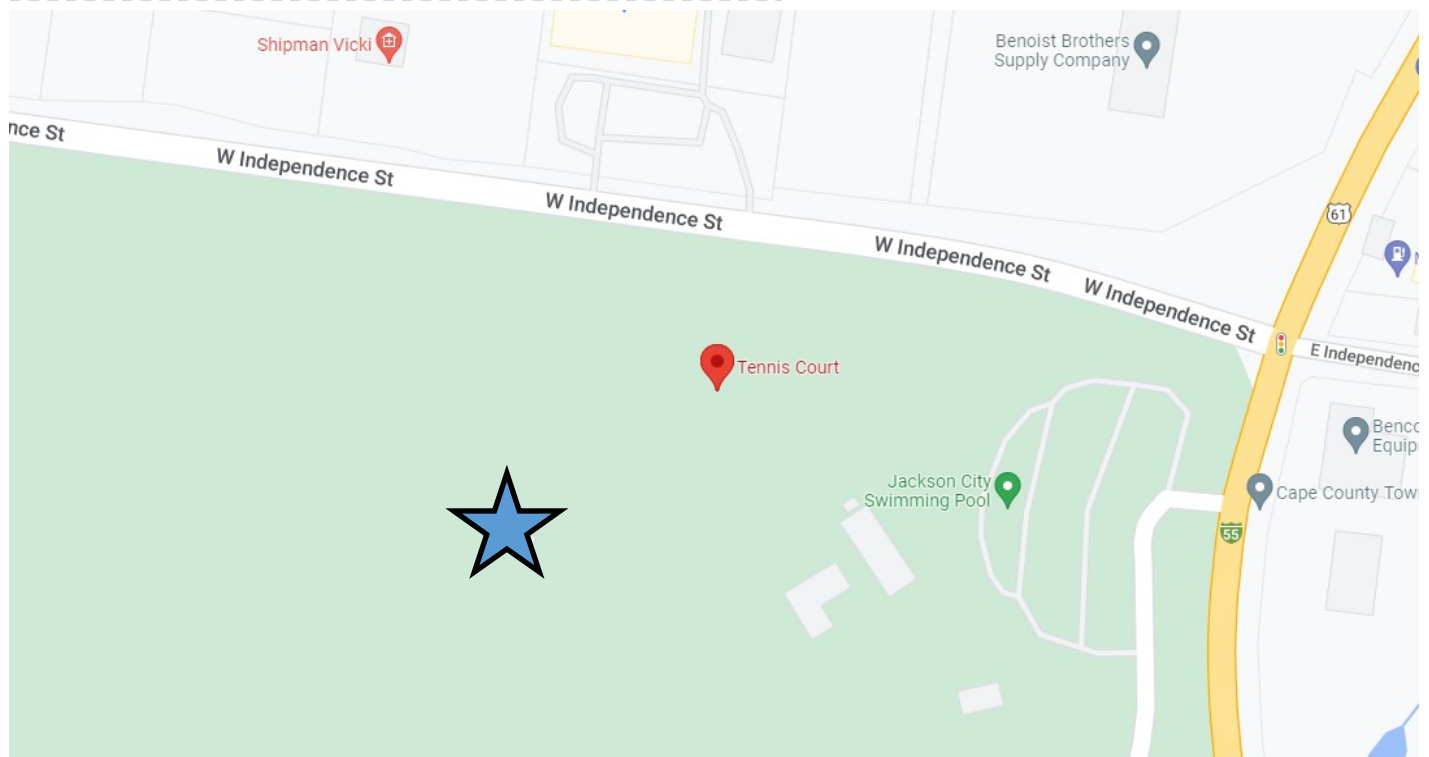 Shipman Vicki
Benoist Brothers
Supply Company
nce St
W Independence St
W Independence St
W Independence St
W Independence St
61
E Independenc
Tennis Court
Benco
Equip
Jackson City
Swimming Pool
Cape County Tow
55